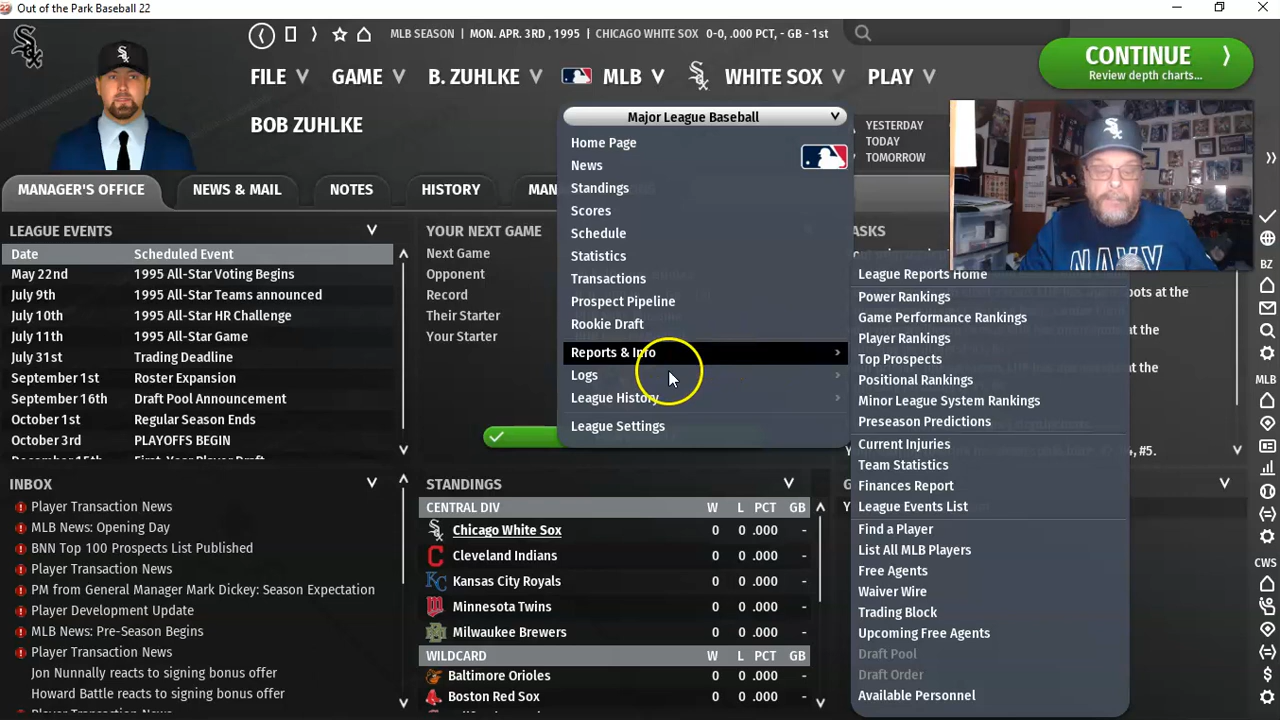 Out of the Park Baseball 22
MLB SEASON | MON. APR. 3RD , 1995 | CHICAGO WHITE SOX 0-0, .000 PCT, - GB - 1st
CONTINUE
Review depth charts...
FILE GAME B. ZUHLKE MLB WHITE SOX PLAY
BOB ZUHLKE
Major League Baseball
YESTERDAY
TODAY
TOMORROW
Home Page
News
Standings
Scores
Schedule
Statistics
Transactions
Prospect Pipeline
Rookie Draft
Reports & Info
Logs
League History
League Settings
MANAGER'S OFFICE NEWS & MAIL NOTES HISTORY
LEAGUE EVENTS
Date Scheduled Event
May 22nd 1995 All-Star Voting Begins
July 9th 1995 All-Star Teams announced
July 10th 1995 All-Star HR Challenge
July 11th 1995 All-Star Game
July 31st Trading Deadline
September 1st Roster Expansion
September 16th Draft Pool Announcement
October 1st Regular Season Ends
October 3rd PLAYOFFS BEGIN
YOUR NEXT GAME
Next Game
Opponent
Record
Their Starter
Your Starter
League Reports Home
Power Rankings
Game Performance Rankings
Player Rankings
Top Prospects
Positional Rankings
Minor League System Rankings
Preseason Predictions
Current Injuries
Team Statistics
Finances Report
League Events List
Find a Player
List All MLB Players
Free Agents
Waiver Wire
Trading Block
Upcoming Free Agents
Draft Pool
Draft Order
Available Personnel
INBOX
Player Transaction News
MLB News: Opening Day
BNN Top 100 Prospects List Published
Player Transaction News
PM from General Manager Mark Dickey: Season Expectation
Player Development Update
MLB News: Pre-Season Begins
Player Transaction News
Jon Nunnally reacts to signing bonus offer
Howard Battle reacts to signing bonus offer
STANDINGS
CENTRAL DIV W L PCT GB
Chicago White Sox 0 0 .000 -
Cleveland Indians 0 0 .000 -
Kansas City Royals 0 0 .000 -
Minnesota Twins 0 0 .000 -
Milwaukee Brewers 0 0 .000 -
WILDCARD W L PCT GB
Baltimore Orioles 0 0 .000 -
Boston Red Sox 0 0 .000 -
BZ
MLB
CWS
NAVY